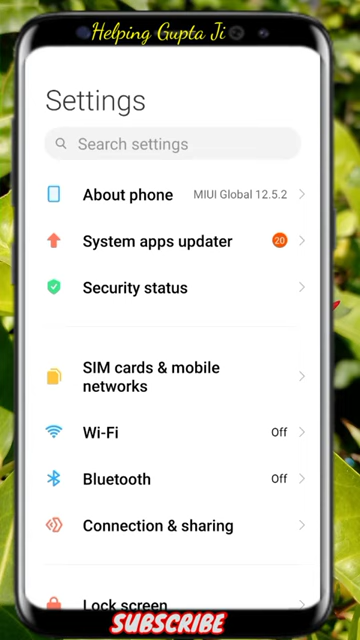 Helping Gupta Ji
Settings
Search settings
About phone MIUI Global 12.5.2
System apps updater 20
Security status
SIM cards & mobile
networks
Wi-Fi Off
Bluetooth Off
Connection & sharing
Lock screen
SUBSCRIBE